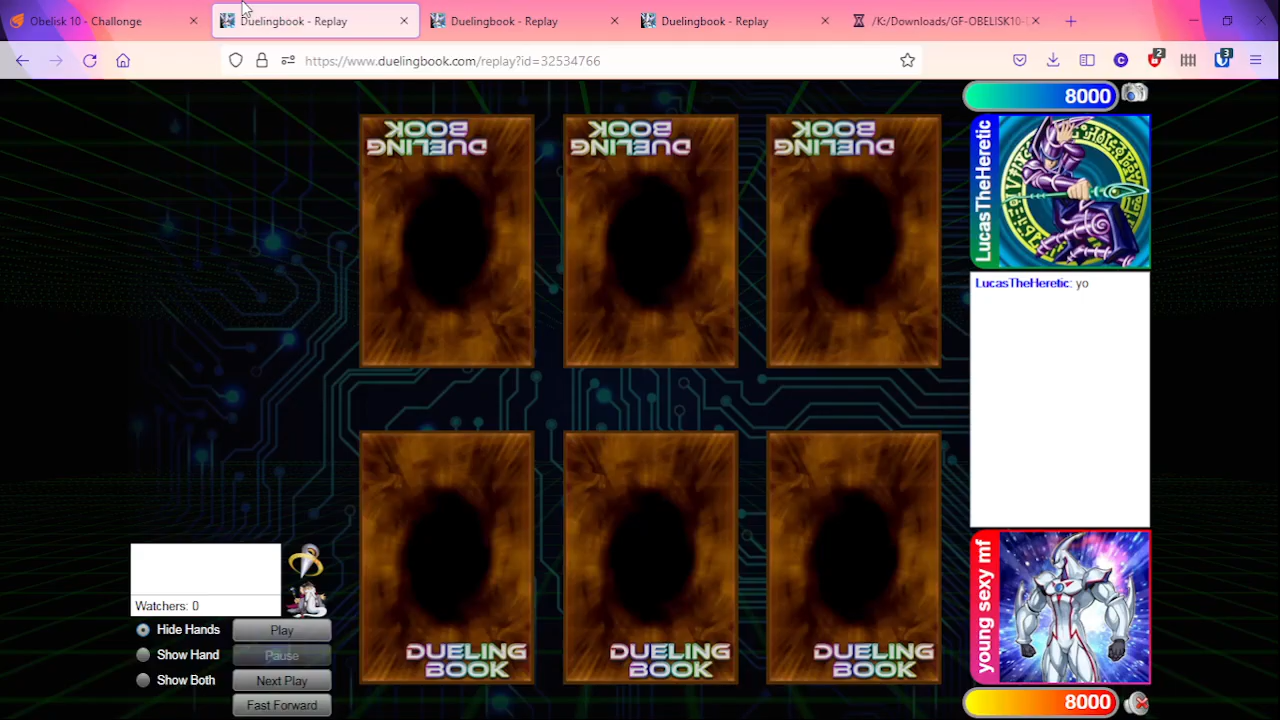 Obelisk 10 - Challonge
Duelingbook - Replay
Duelingbook - Replay
Duelingbook - Replay
/K:/Downloads/GF-OBELISK10-
https://www.duelingbook.com/replay?id=32534766
2
3
8000
DUELING
BOOK
DUELING
BOOK
DUELING
BOOK
LucasTheHeretic
LucasTheHeretic: yo
DUELING
BOOK
DUELING
BOOK
DUELING
BOOK
young sexy mf
Watchers: 0
Hide Hands
Play
Show Hand
Pause
Show Both
Next Play
Fast Forward
8000